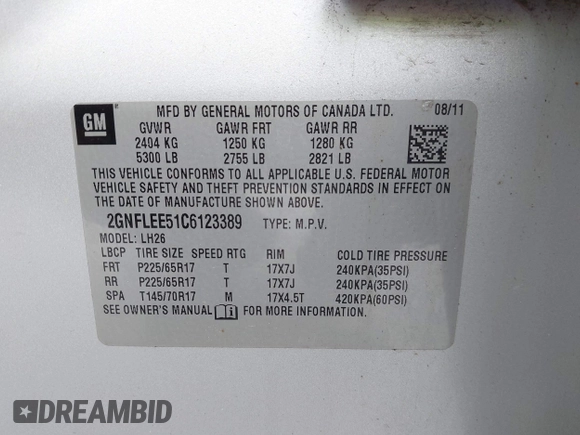 GM
MFD BY GENERAL MOTORS OF CANADA LTD. 08/11
GVWR GAWR FRT GAWR RR
2404 KG 1250 KG 1280 KG
5300 LB 2755 LB 2821 LB
THIS VEHICLE CONFORMS TO ALL APPLICABLE U.S. FEDERAL MOTOR
VEHICLE SAFETY AND THEFT PREVENTION STANDARDS IN EFFECT ON
THE DATE OF MANUFACTURE SHOWN ABOVE.
2GNFLEE51C6123389 TYPE: M.P.V.
MODEL: LH26
LBCP TIRE SIZE SPEED RTG RIM COLD TIRE PRESSURE
FRT P225/65R17 T 17X7J 240KPA(35PSI)
RR P225/65R17 T 17X7J 240KPA(35PSI)
SPA T145/70R17 M 17X4.5T 420KPA(60PSI)
SEE OWNER'S MANUAL FOR MORE INFORMATION.
DREAMBID